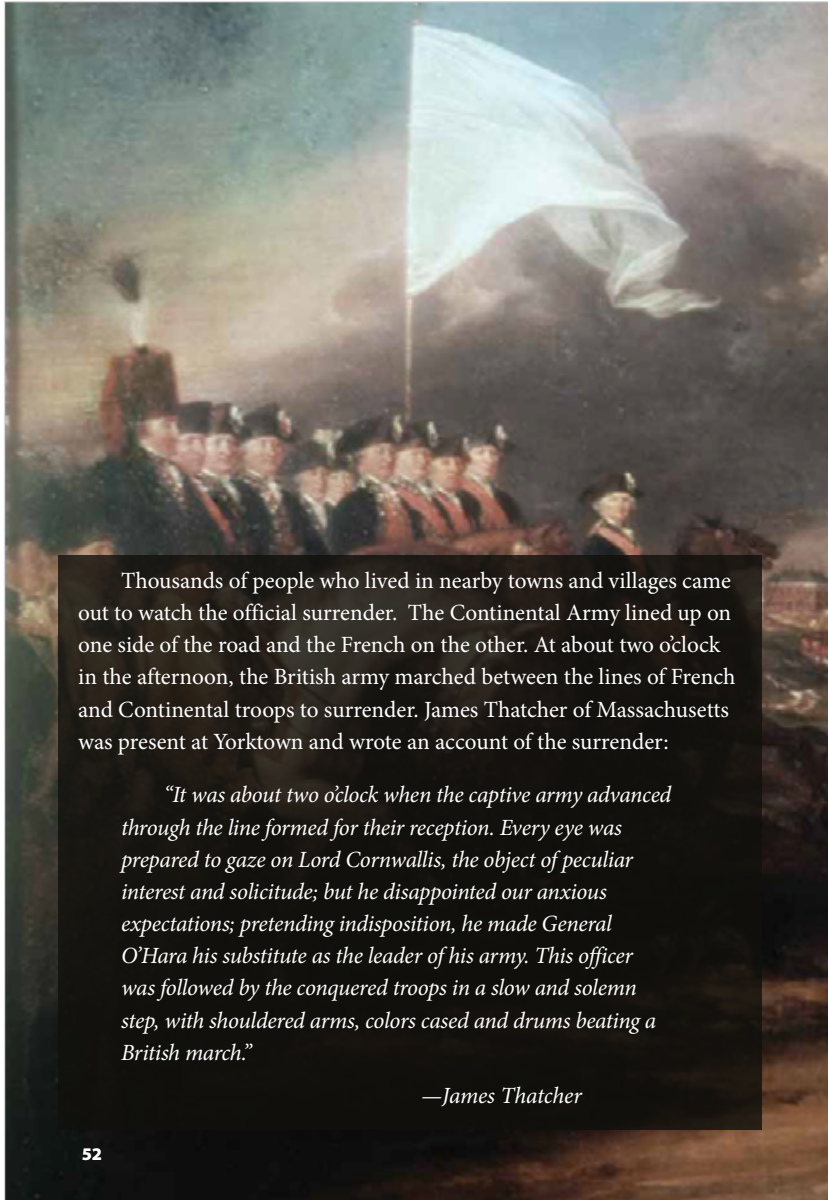 Thousands of people who lived in nearby towns and villages came
out to watch the official surrender.  The Continental Army lined up on
one side of the road and the French on the other. At about two o’clock
in the afternoon, the British army marched between the lines of French
and Continental troops to surrender. James Thatcher of Massachusetts
was present at Yorktown and wrote an account of the surrender:
“It was about two o’clock when the captive army advanced
through the line formed for their reception. Every eye was
prepared to gaze on Lord Cornwallis, the object of peculiar
interest and solicitude; but he disappointed our anxious
expectations; pretending indisposition, he made General
O’Hara his substitute as the leader of his army. This officer
was followed by the conquered troops in a slow and solemn
step, with shouldered arms, colors cased and drums beating a
British march.”
—James Thatcher
52